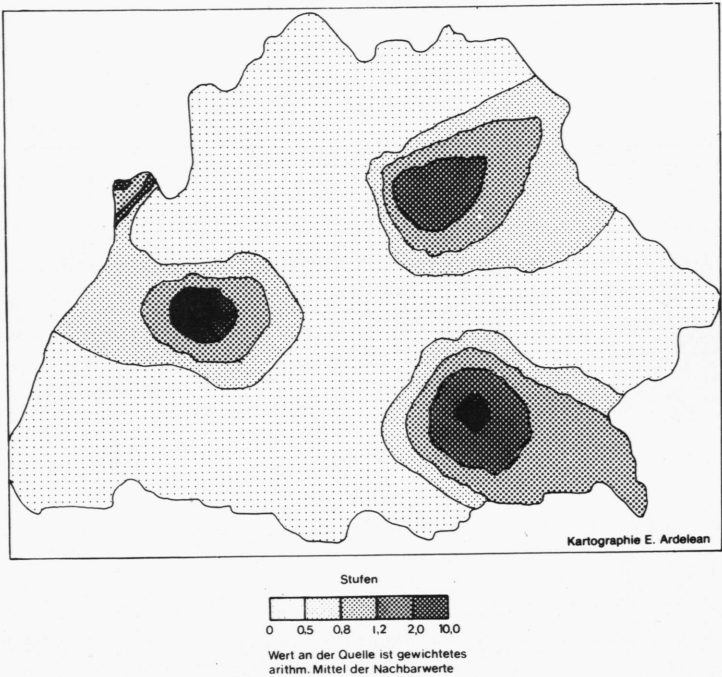 Kartographie E. Ardelean
Stufen
0 0,5 0,8 1,2 2,0 10,0
Wert an der Quelle ist gewichtetes
arithm. Mittel der Nachbarwerte